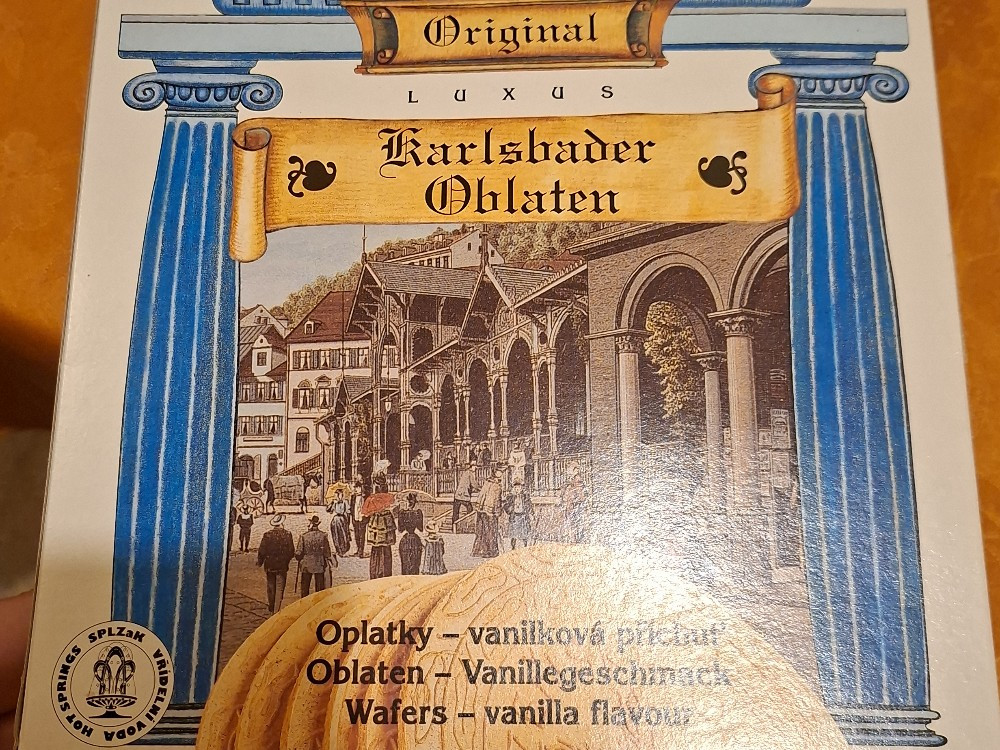 Original
LUXUS
Karlsbader
Oblaten
Oplatky – vanilková příchuť
Oblaten – Vanillegeschmack
Wafers – vanilla flavour
HOT SPRINGS SPLZaK VŘÍDELNÍ VODA